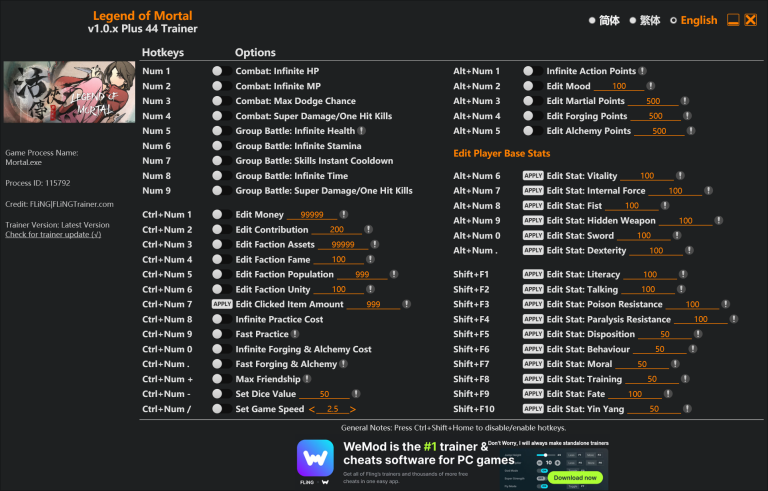 Legend of Mortal
v1.0.x Plus 44 Trainer
简体 繁体 English
Hotkeys Options
Num 1 Combat: Infinite HP
Num 2 Combat: Infinite MP
Num 3 Combat: Max Dodge Chance
Num 4 Combat: Super Damage/One Hit Kills
Num 5 Group Battle: Infinite Health
Num 6 Group Battle: Infinite Stamina
Num 7 Group Battle: Skills Instant Cooldown
Num 8 Group Battle: Infinite Time
Num 9 Group Battle: Super Damage/One Hit Kills
Ctrl+Num 1 Edit Money 99999
Ctrl+Num 2 Edit Contribution 200
Ctrl+Num 3 Edit Faction Assets 99999
Ctrl+Num 4 Edit Faction Fame 100
Ctrl+Num 5 Edit Faction Population 999
Ctrl+Num 6 Edit Faction Unity 100
Ctrl+Num 7 APPLY Edit Clicked Item Amount 999
Ctrl+Num 8 Infinite Practice Cost
Ctrl+Num 9 Fast Practice
Ctrl+Num 0 Infinite Forging & Alchemy Cost
Ctrl+Num . Fast Forging & Alchemy
Ctrl+Num + Max Friendship
Ctrl+Num - Set Dice Value 50
Ctrl+Num / Set Game Speed < 2.5 >
Alt+Num 1 Infinite Action Points
Alt+Num 2 Edit Mood 100
Alt+Num 3 Edit Martial Points 500
Alt+Num 4 Edit Forging Points 500
Alt+Num 5 Edit Alchemy Points 500
Edit Player Base Stats
Alt+Num 6 APPLY Edit Stat: Vitality 100
Alt+Num 7 APPLY Edit Stat: Internal Force 100
Alt+Num 8 APPLY Edit Stat: Fist 100
Alt+Num 9 APPLY Edit Stat: Hidden Weapon 100
Alt+Num 0 APPLY Edit Stat: Sword 100
Alt+Num . APPLY Edit Stat: Dexterity 100
Shift+F1 APPLY Edit Stat: Literacy 100
Shift+F2 APPLY Edit Stat: Talking 100
Shift+F3 APPLY Edit Stat: Poison Resistance 100
Shift+F4 APPLY Edit Stat: Paralysis Resistance 100
Shift+F5 APPLY Edit Stat: Disposition 50
Shift+F6 APPLY Edit Stat: Behaviour 50
Shift+F7 APPLY Edit Stat: Moral 50
Shift+F8 APPLY Edit Stat: Training 50
Shift+F9 APPLY Edit Stat: Fate 100
Shift+F10 APPLY Edit Stat: Yin Yang 50
LEGEND OF
MORTAL
Game Process Name:
Mortal.exe
Process ID: 115792
Credit: FLiNG|FLiNGTrainer.com
Trainer Version: Latest Version
Check for trainer update (√)
General Notes: Press Ctrl+Shift+Home to disable/enable hotkeys.
FLiNG
WeMod is the #1 trainer &
cheats software for PC games
Get all of Fling's trainers and thousands of more free
cheats in one easy app.
Don't Worry, I will always make standalone trainers
Download now